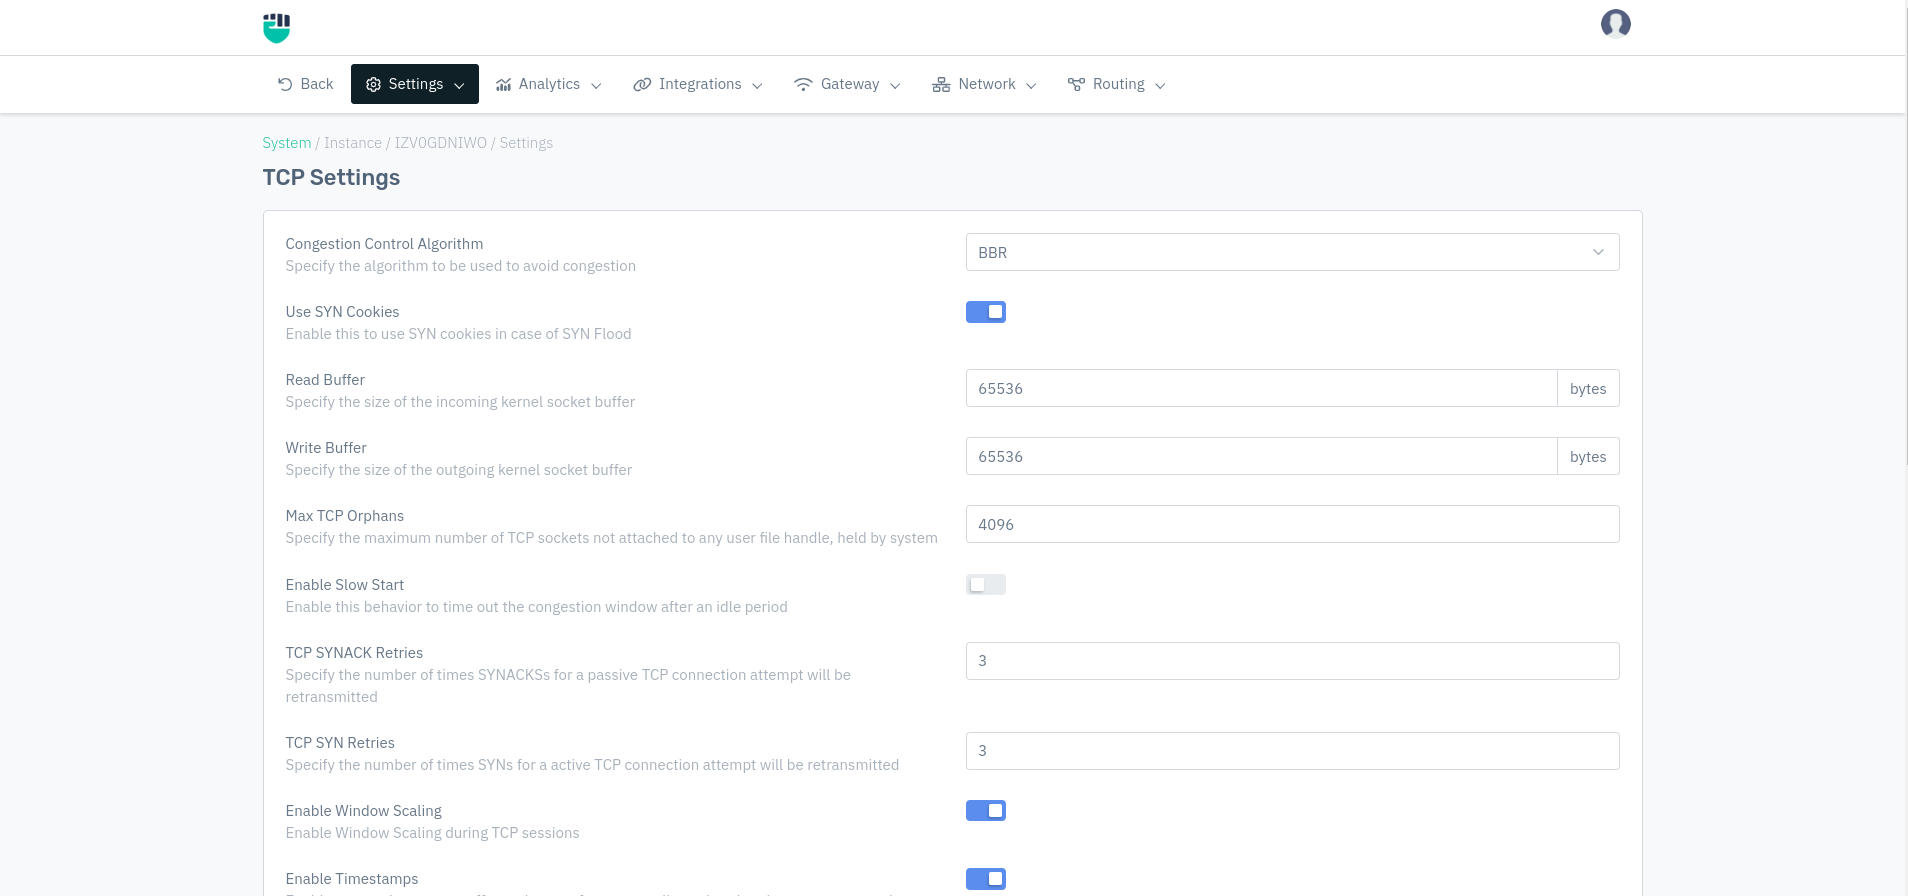 Back
Settings
Analytics
Integrations
Gateway
Network
Routing
System / Instance / IZV0GDNIWO / Settings
TCP Settings
Congestion Control Algorithm
Specify the algorithm to be used to avoid congestion
BBR
Use SYN Cookies
Enable this to use SYN cookies in case of SYN Flood
Read Buffer
Specify the size of the incoming kernel socket buffer
65536
bytes
Write Buffer
Specify the size of the outgoing kernel socket buffer
65536
bytes
Max TCP Orphans
Specify the maximum number of TCP sockets not attached to any user file handle, held by system
4096
Enable Slow Start
Enable this behavior to time out the congestion window after an idle period
TCP SYNACK Retries
Specify the number of times SYNACKSs for a passive TCP connection attempt will be
retransmitted
3
TCP SYN Retries
Specify the number of times SYNs for a active TCP connection attempt will be retransmitted
3
Enable Window Scaling
Enable Window Scaling during TCP sessions
Enable Timestamps